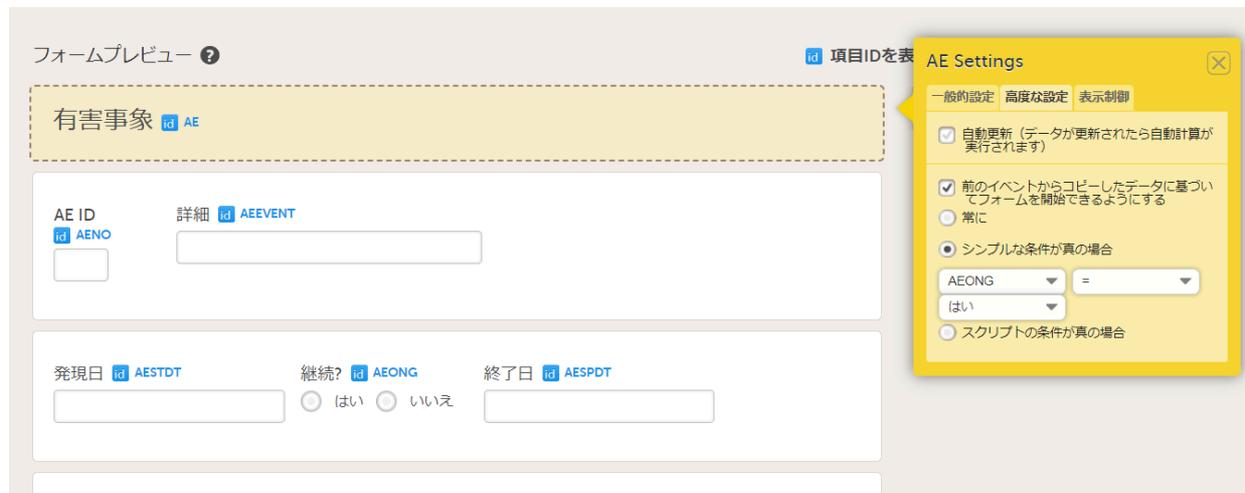 フォームプレビュー ?
id 項目IDを表
有害事象 id AE
AE ID
id AENO
詳細 id AEEVENT
発現日 id AESTDT
継続? id AEONG
はい いいえ
終了日 id AESPDT
AE Settings
一般的設定 高度な設定 表示制御
自動更新（データが更新されたら自動計算が
実行されます）
前のイベントからコピーしたデータに基づい
てフォームを開始できるようにする
常に
シンプルな条件が真の場合
AEONG =
はい
スクリプトの条件が真の場合